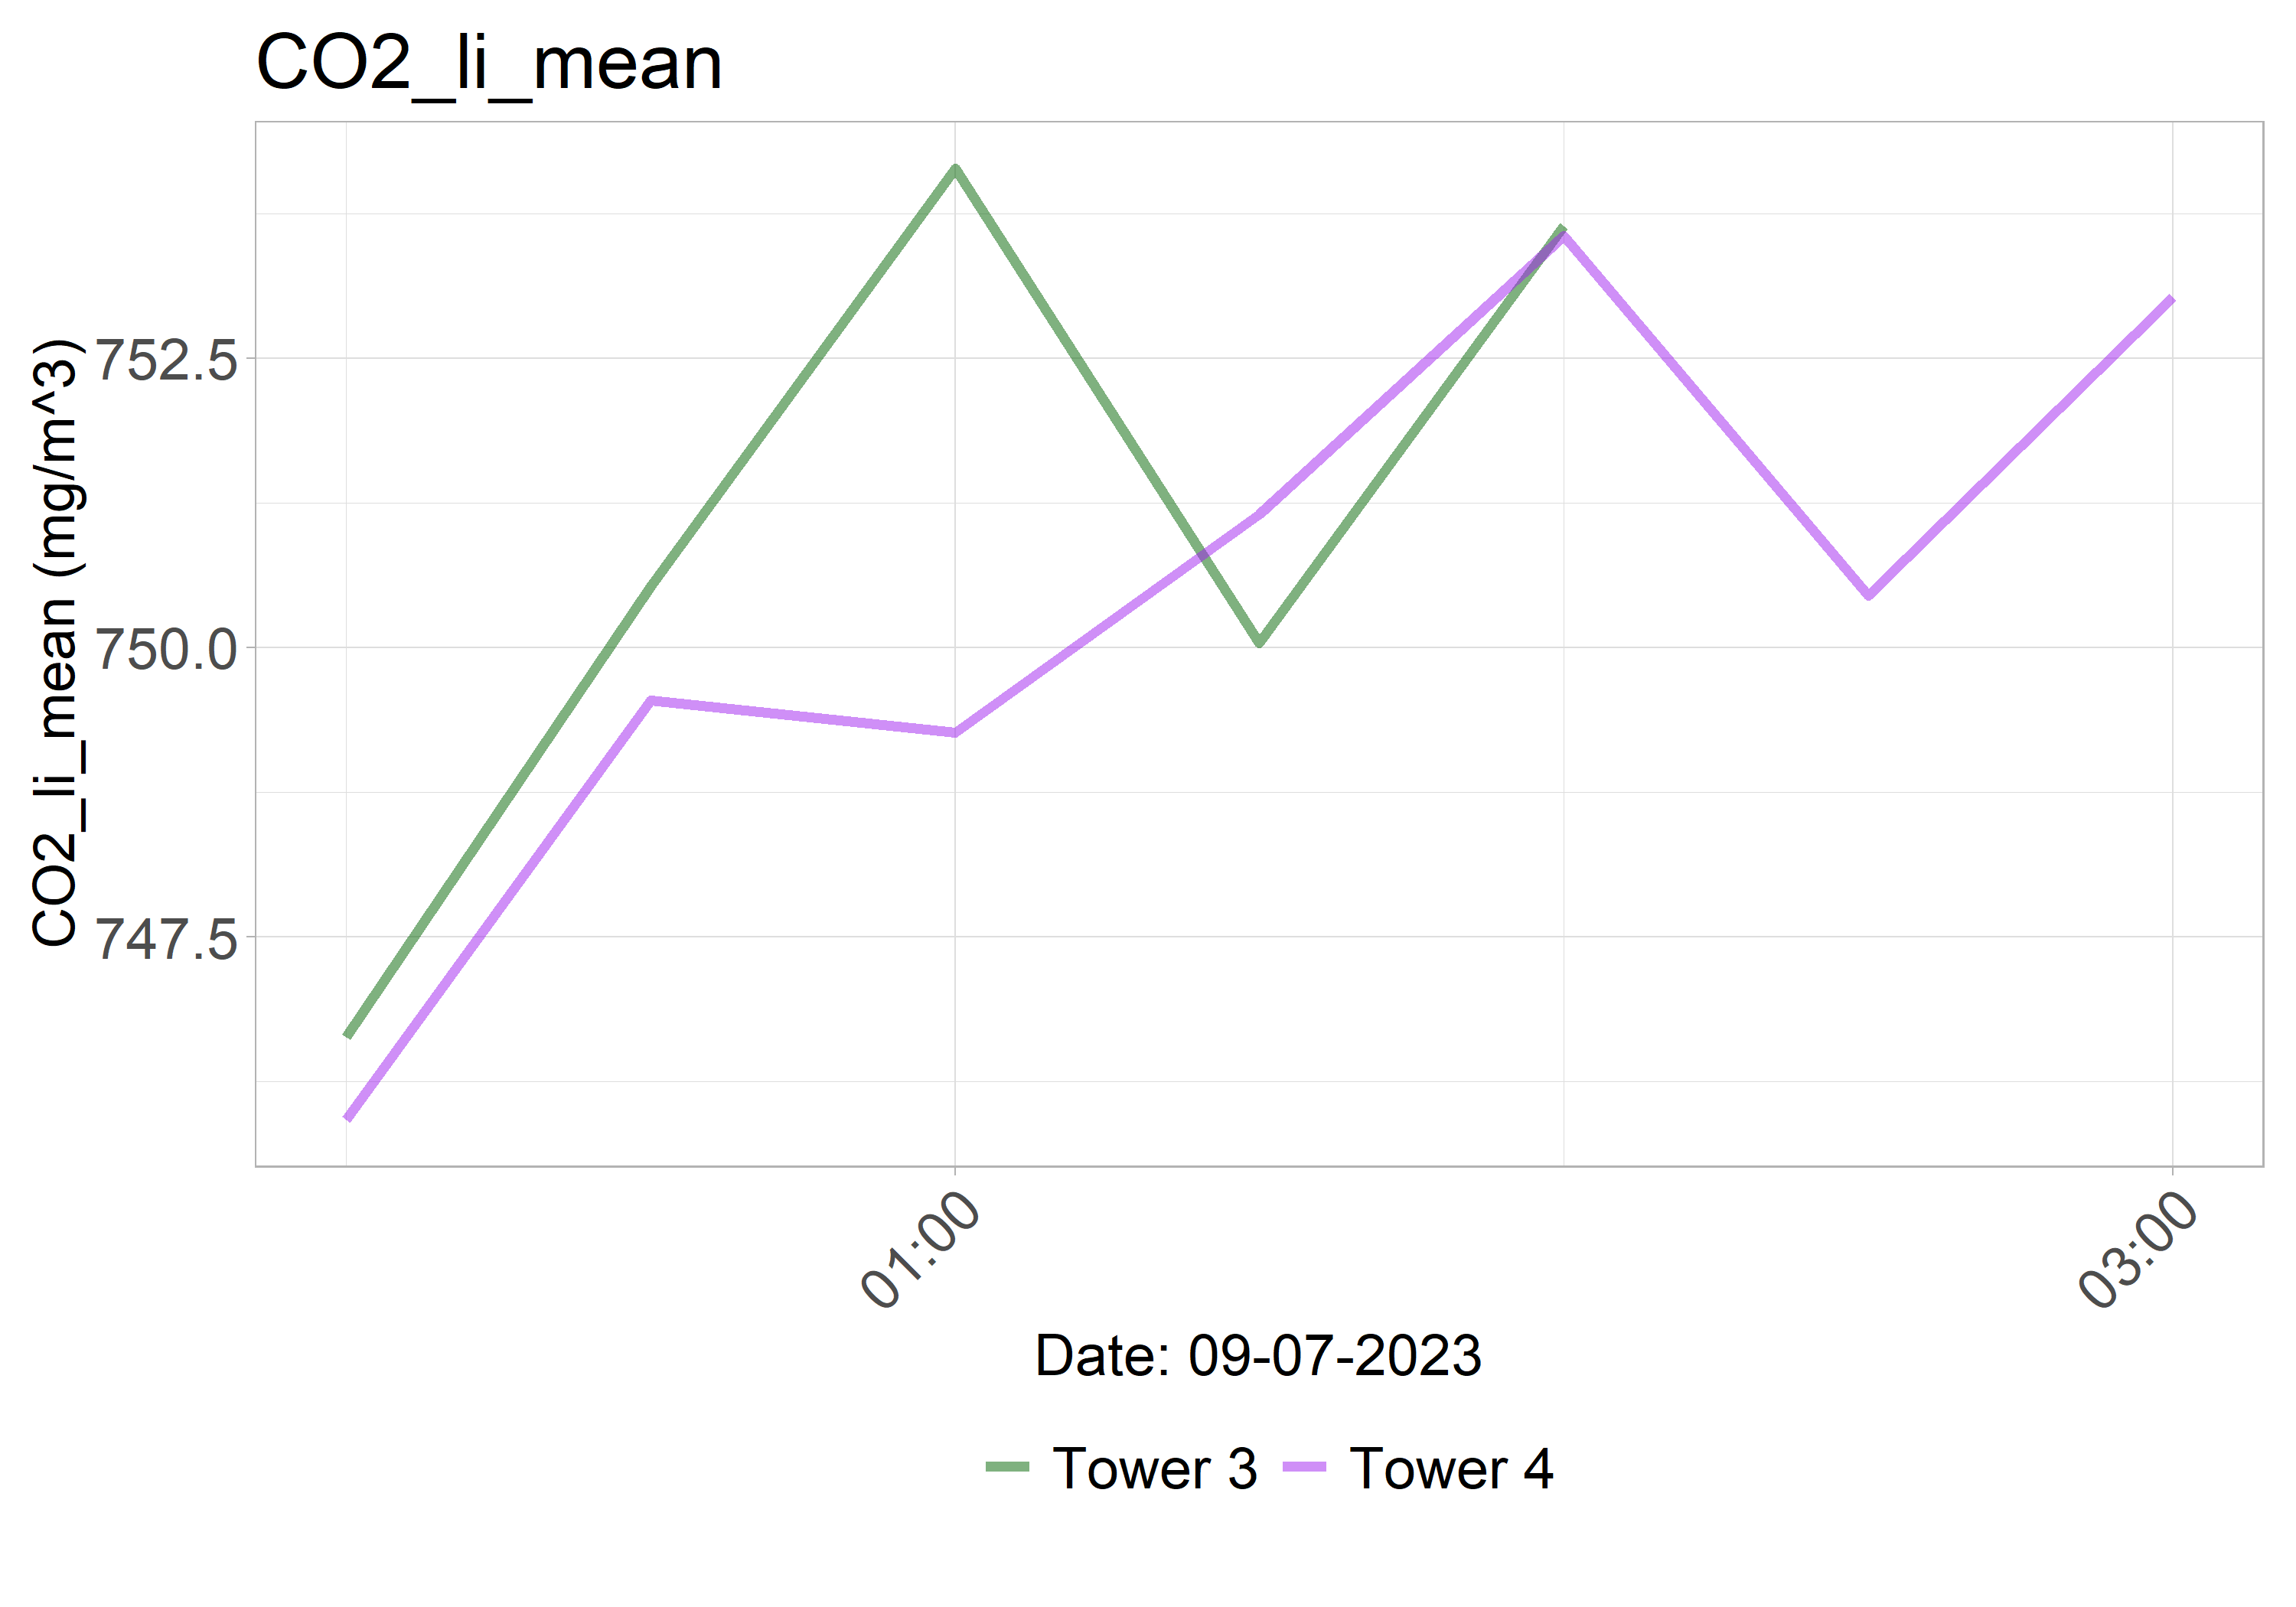 CO2_li_mean
CO2_li_mean (mg/m^3)
752.5
750.0
747.5
01:00
03:00
Date: 09-07-2023
Tower 3
Tower 4